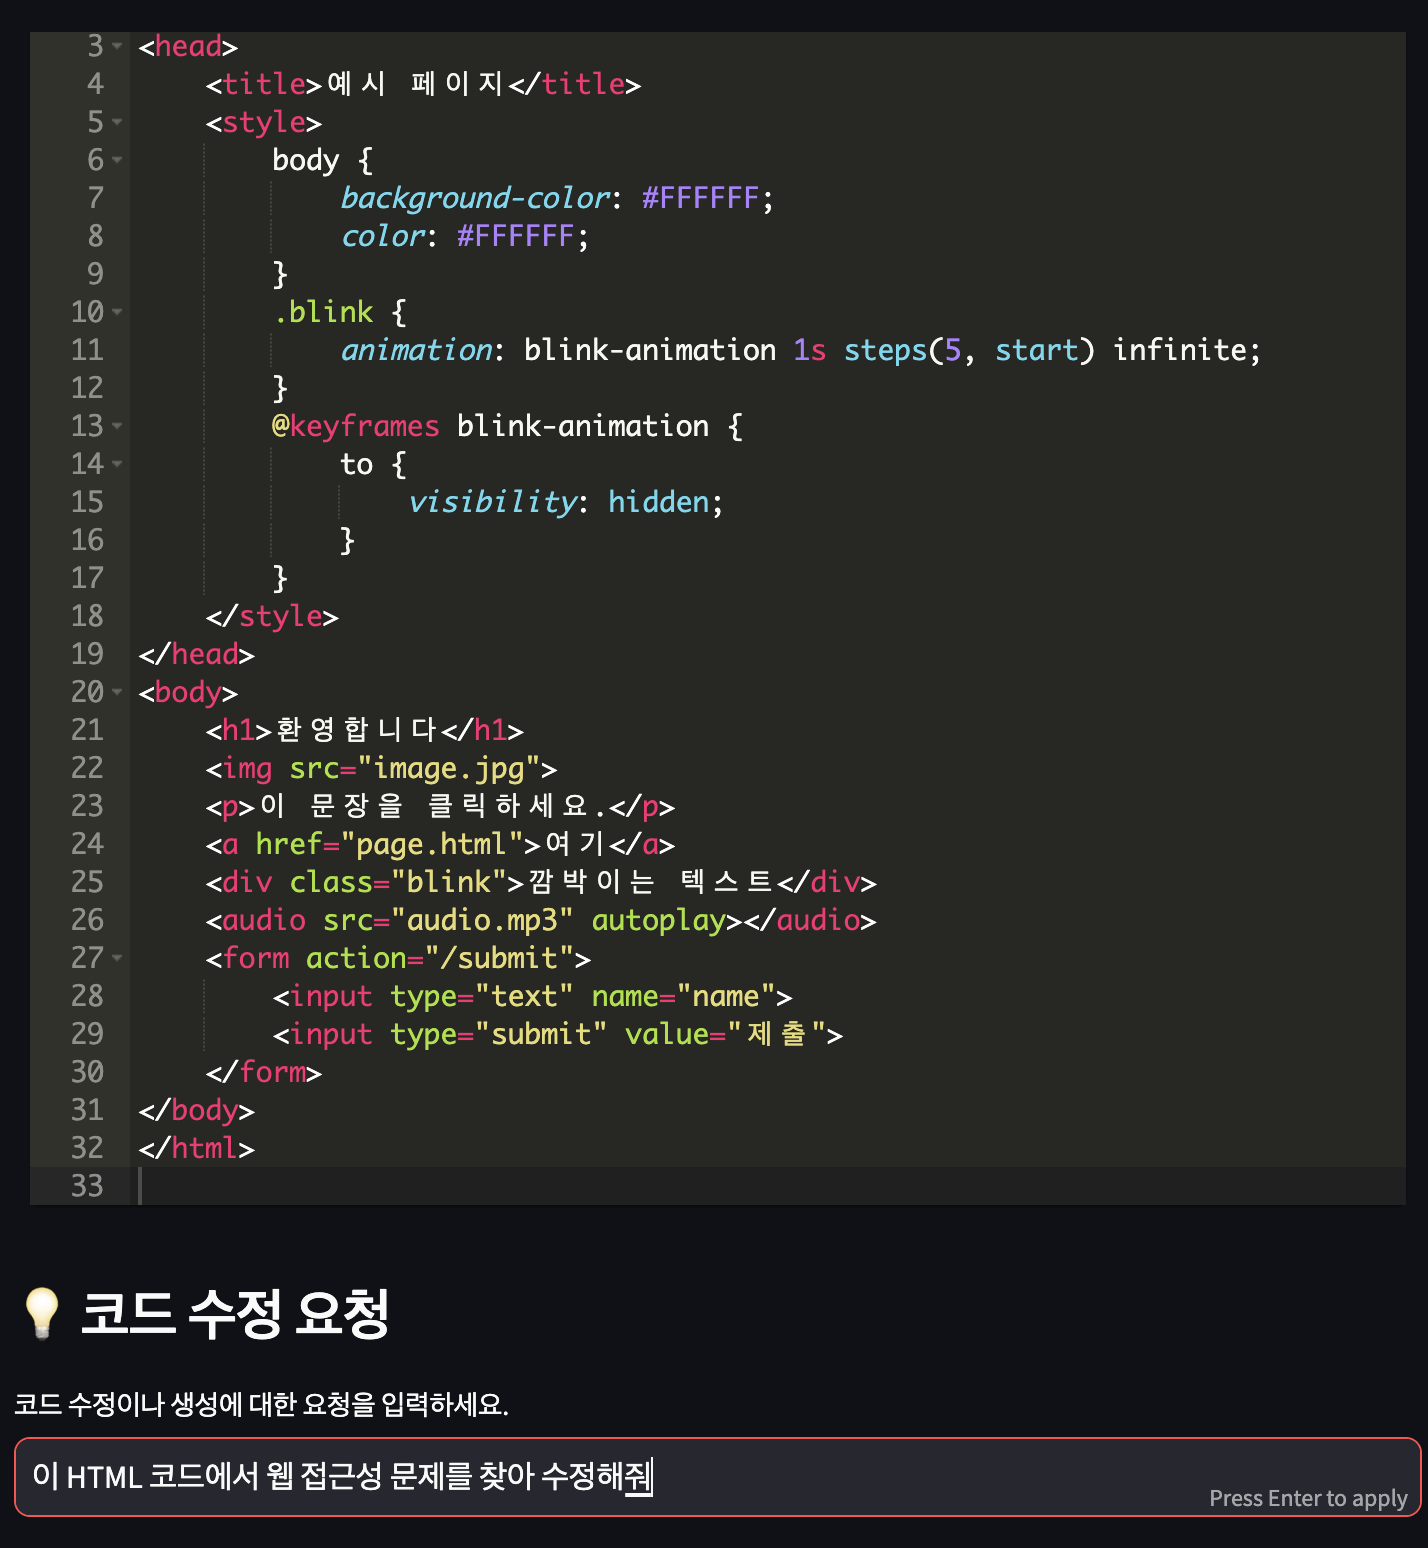 3 <head>
4 <title>예시 페이지</title>
5 <style>
6 body {
7 background-color: #FFFFFF;
8 color: #FFFFFF;
9 }
10 .blink {
11 animation: blink-animation 1s steps(5, start) infinite;
12 }
13 @keyframes blink-animation {
14 to {
15 visibility: hidden;
16 }
17 }
18 </style>
19 </head>
20 <body>
21 <h1>환영합니다</h1>
22 <img src="image.jpg">
23 <p>이 문장을 클릭하세요.</p>
24 <a href="page.html">여기</a>
25 <div class="blink">깜박이는 텍스트</div>
26 <audio src="audio.mp3" autoplay></audio>
27 <form action="/submit">
28 <input type="text" name="name">
29 <input type="submit" value="제출">
30 </form>
31 </body>
32 </html>
33
💡 코드 수정 요청
코드 수정이나 생성에 대한 요청을 입력하세요.
이 HTML 코드에서 웹 접근성 문제를 찾아 수정해줘
Press Enter to apply